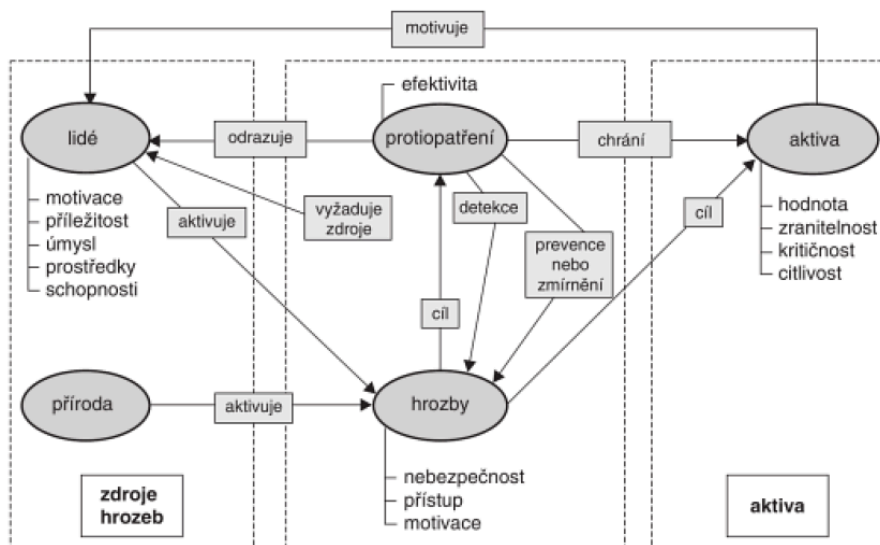 motivuje
efektivita
lidé
odrazuje
protiopatření
chrání
aktiva
motivace
příležitost
úmysl
prostředky
schopnosti
aktivuje
vyžaduje
zdroje
detekce
prevence
nebo
zmírnění
cíl
hodnota
zranitelnost
kritičnost
citlivost
cíl
příroda
aktivuje
hrozby
nebezpečnost
přístup
motivace
zdroje
hrozeb
aktiva